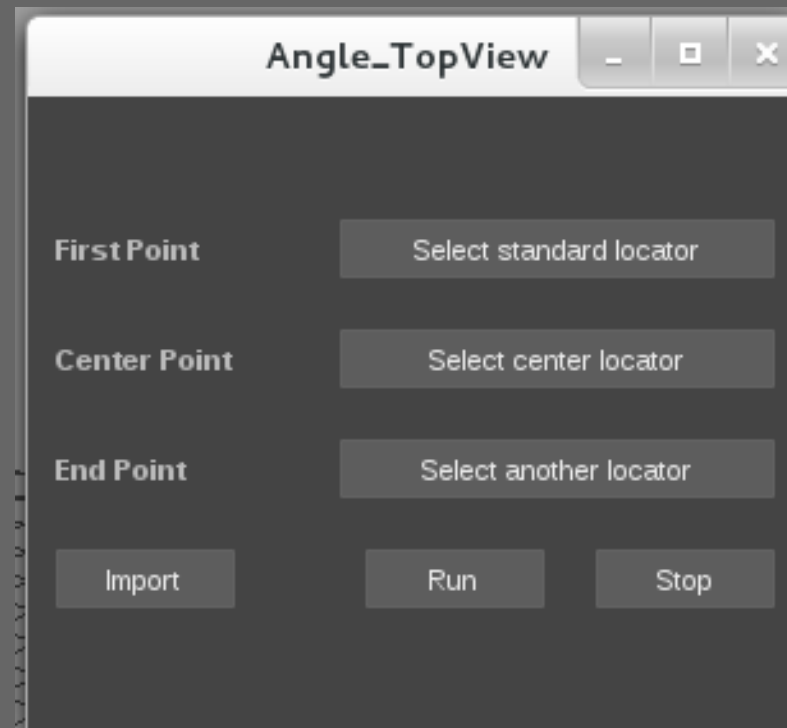 Angle_TopView
First Point Select standard locator
Center Point Select center locator
End Point Select another locator
Import Run Stop